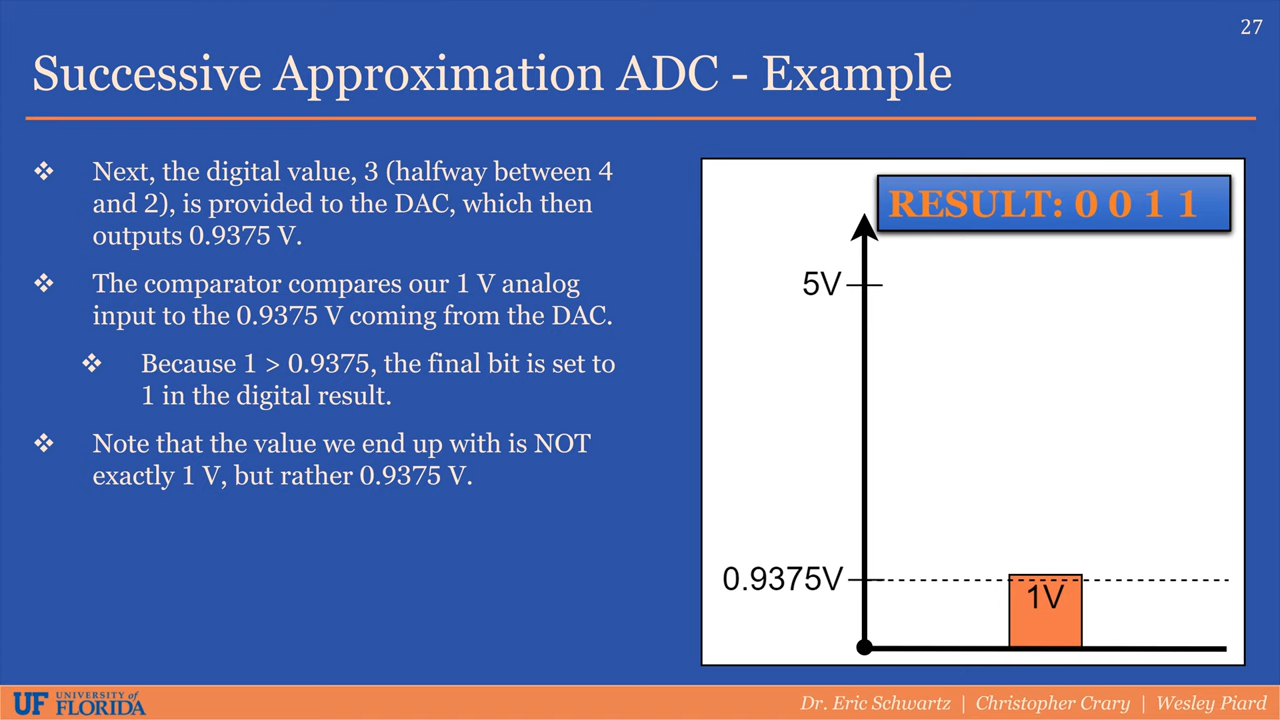 27
Successive Approximation ADC - Example
❖ Next, the digital value, 3 (halfway between 4
and 2), is provided to the DAC, which then
outputs 0.9375 V.
❖ The comparator compares our 1 V analog
input to the 0.9375 V coming from the DAC.
❖ Because 1 > 0.9375, the final bit is set to
1 in the digital result.
❖ Note that the value we end up with is NOT
exactly 1 V, but rather 0.9375 V.
RESULT: 0 0 1 1
5V
0.9375V
1V
UF UNIVERSITY of
FLORIDA
Dr. Eric Schwartz | Christopher Crary | Wesley Piard